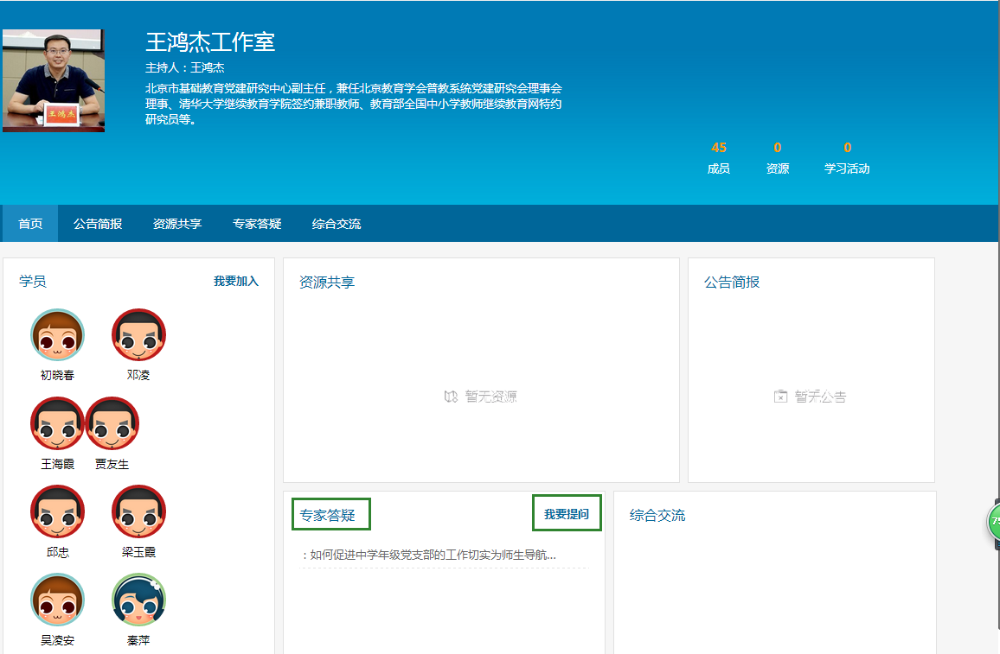 王鸿杰工作室
主持人：王鸿杰
北京市基础教育党建研究中心副主任，兼任北京教育学会普教系统党建研究会理事会
理事、清华大学继续教育学院签约兼职教师、教育部全国中小学教师继续教育网特约
研究员等。
王鸿杰
45 0 0
成员 资源 学习活动
首页 公告简报 资源共享 专家答疑 综合交流
学员 我要加入
初晓春 邓凌
王海霞 贾友生
邱忠 梁玉霞
吴凌安 秦萍
资源共享
暂无资源
公告简报
暂无公告
专家答疑 我要提问
：如何促进中学年级党支部的工作切实为师生导航...
综合交流